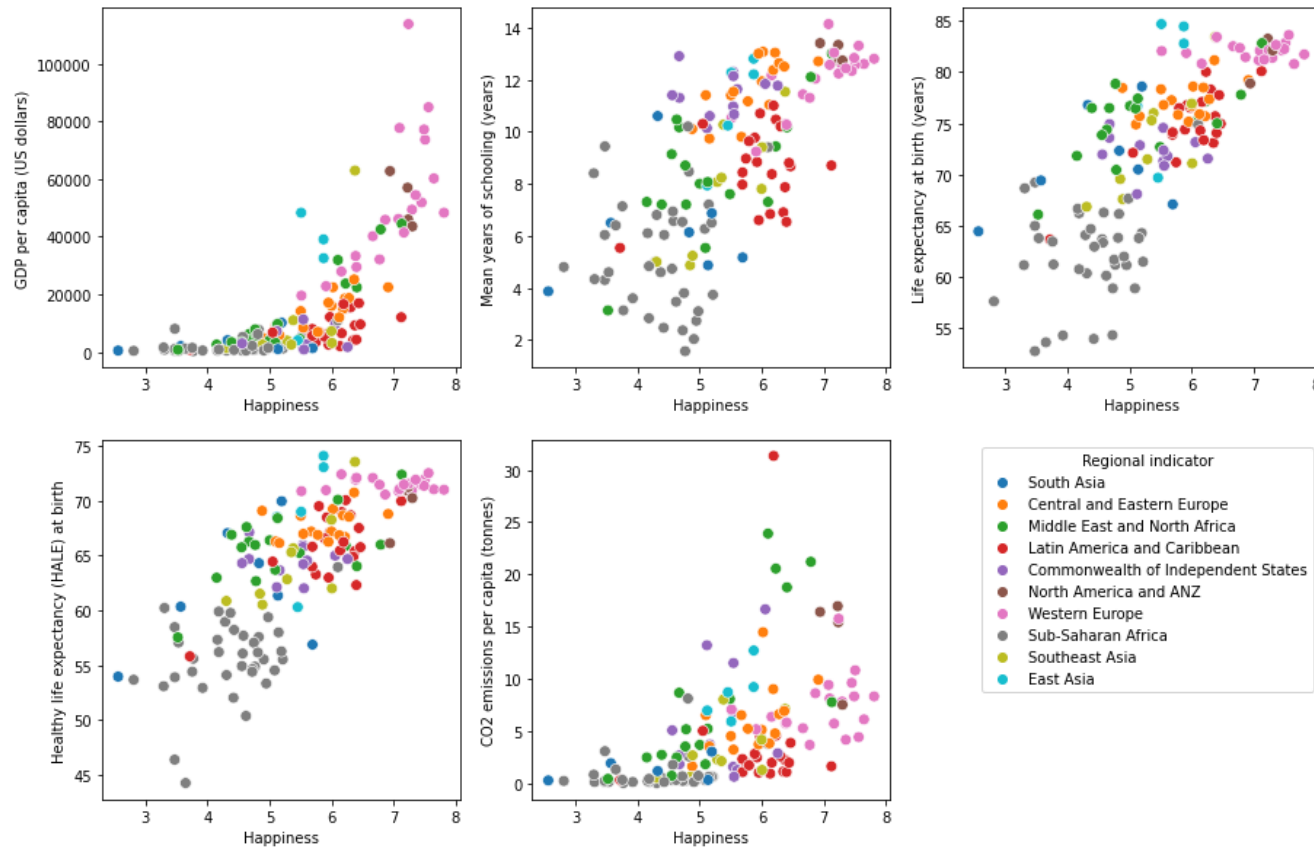 GDP per capita (US dollars)
100000
80000
60000
40000
20000
0
3 4 5 6 7 8
Happiness
Mean years of schooling (years)
14
12
10
8
6
4
2
3 4 5 6 7 8
Happiness
Life expectancy at birth (years)
85
80
75
70
65
60
55
3 4 5 6 7 8
Happiness
Healthy life expectancy (HALE) at birth
75
70
65
60
55
50
45
3 4 5 6 7 8
Happiness
CO2 emissions per capita (tonnes)
30
25
20
15
10
5
0
3 4 5 6 7 8
Happiness
Regional indicator
South Asia
Central and Eastern Europe
Middle East and North Africa
Latin America and Caribbean
Commonwealth of Independent States
North America and ANZ
Western Europe
Sub-Saharan Africa
Southeast Asia
East Asia